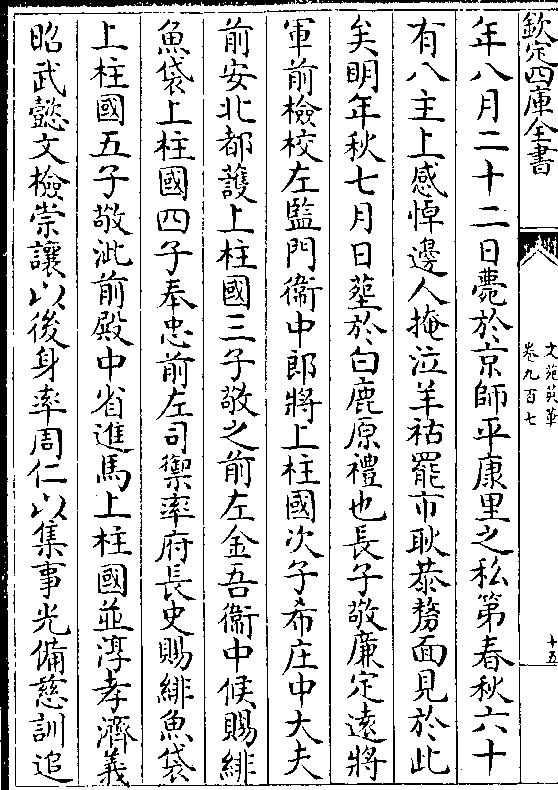 欽定四庫全書
文苑英華
卷九百七
十五
年八月二十二日薨於京師平康里之私第春秋六十
有八主上感悼邊人掩泣羊祜罷市耿恭剺面見於此
矣明年秋七月日塟於白鹿原禮也長子敬亷定逺將
軍前檢校左監門衞中郎將上柱國次子希庄中大夫
前安北都䕶上柱國三子敬之前左金吾衞中候賜緋
魚袋上柱國四子奉忠前左司禦率府長史賜緋魚袋
上柱國五子敬泚前殿中省進馬上柱國並淳孝濟義
昭武懿文檢崇讓以後身率周仁以集事光備慈訓追